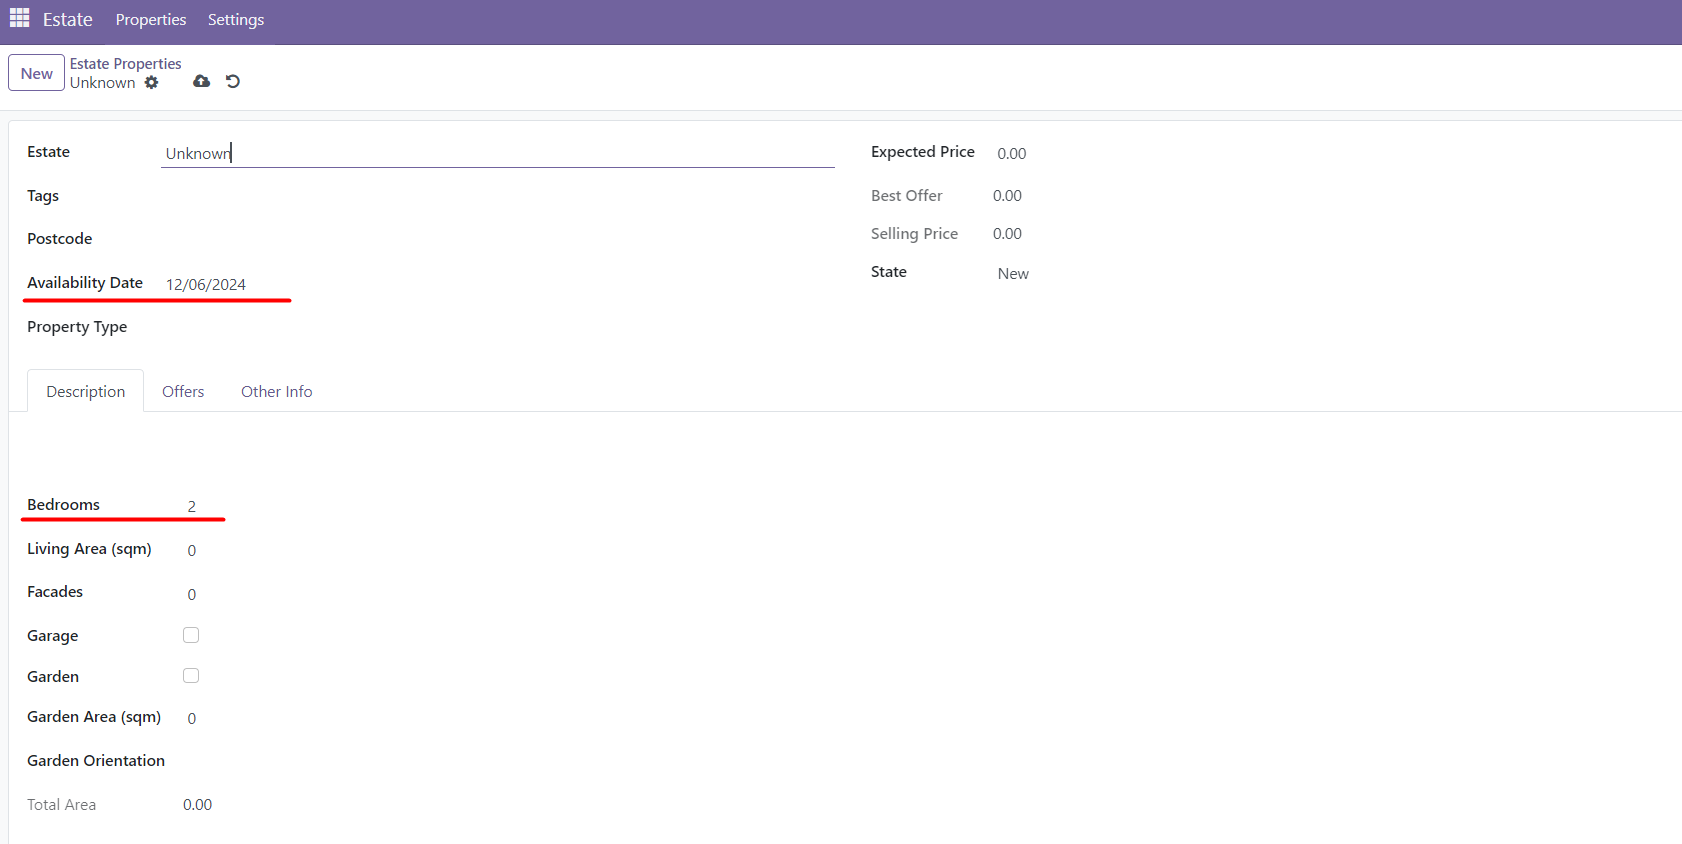 Estate Properties Settings
New Estate Properties
Unknown
Estate Unknown
Tags
Postcode
Availability Date 12/06/2024
Property Type
Expected Price 0.00
Best Offer 0.00
Selling Price 0.00
State New
Description Offers Other Info
Bedrooms 2
Living Area (sqm) 0
Facades 0
Garage
Garden
Garden Area (sqm) 0
Garden Orientation
Total Area 0.00